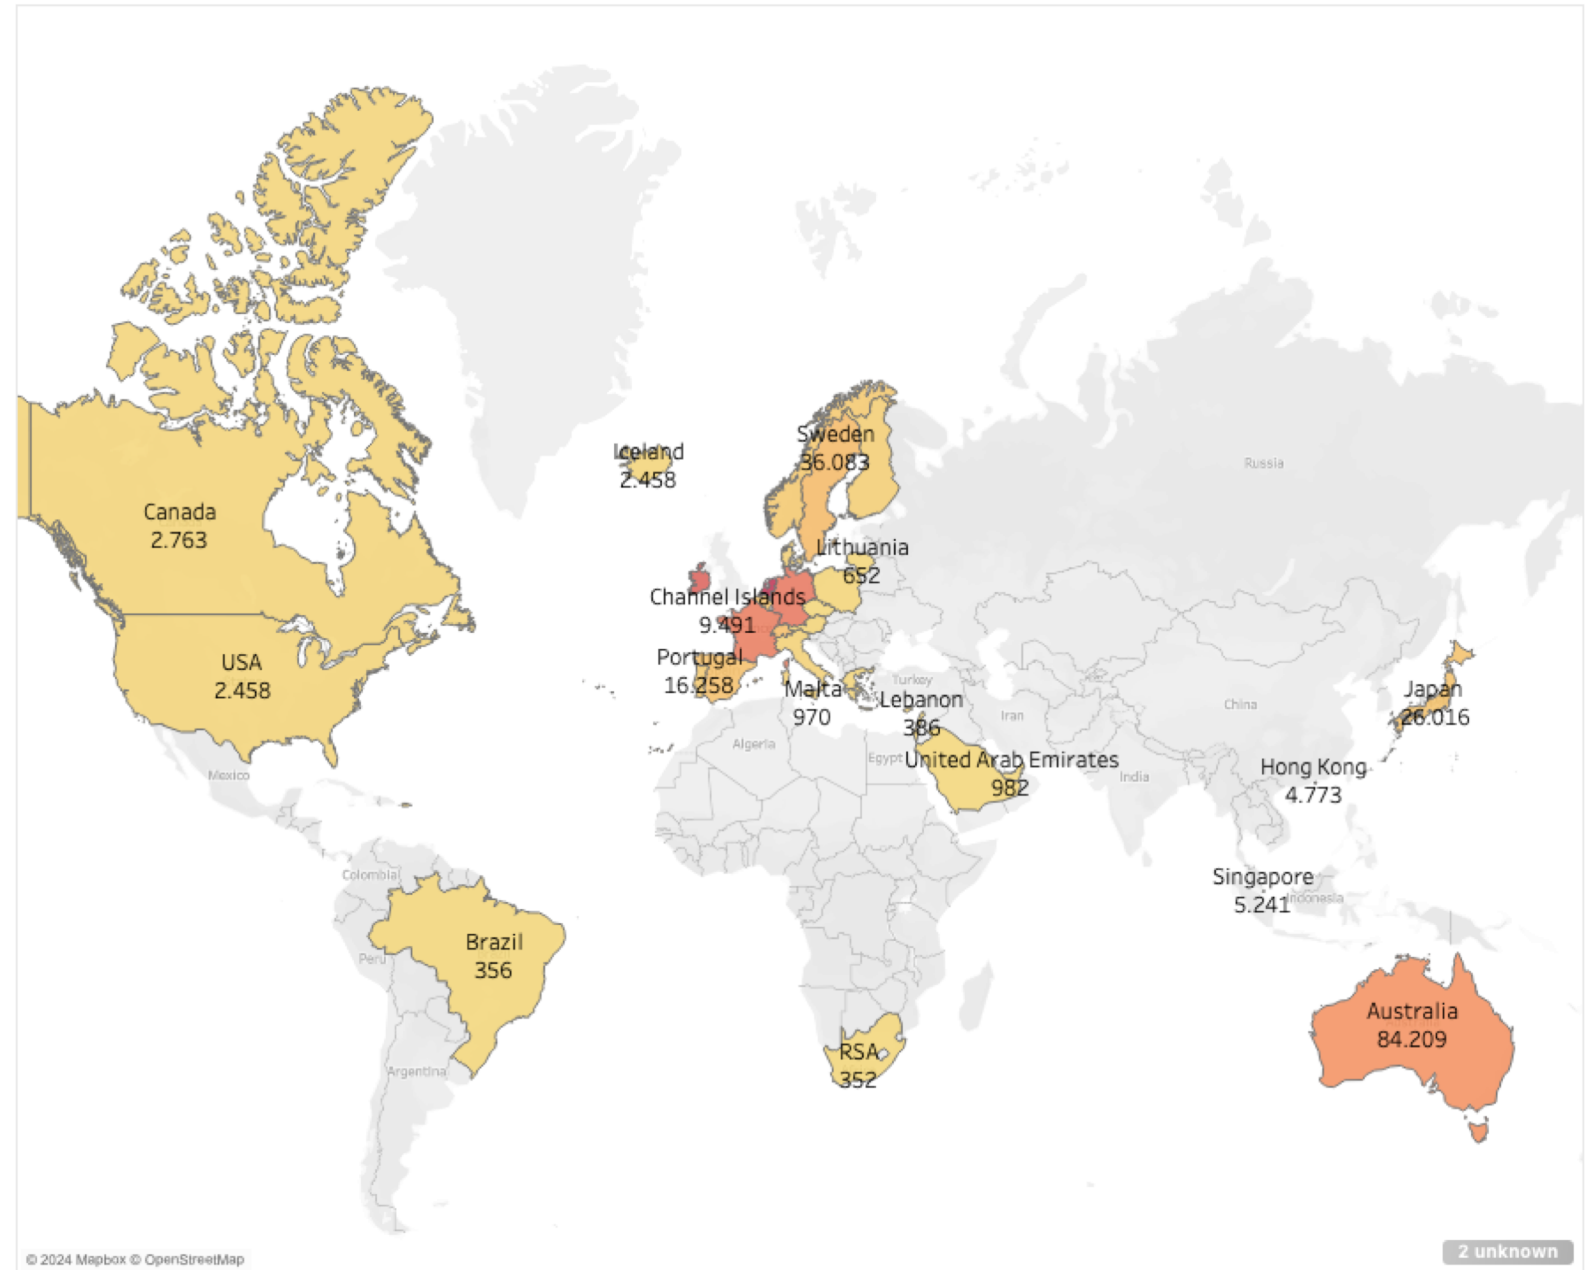 Canada
2.763
USA
2.458
Mexico
Colombia
Peru
Brazil
356
Argentina
Iceland
2.458
Sweden
36.083
Russia
Lithuania
652
Channel Islands
9.491
Portugal
16.258
Malta
970
Turkey
Lebanon
386
Iran
China
Japan
26.016
Algeria
Egypt
United Arab Emirates
982
India
Hong Kong
4.773
Singapore
5.241
Indonesia
RSA
352
Australia
84.209
© 2024 Mapbox © OpenStreetMap
2 unknown